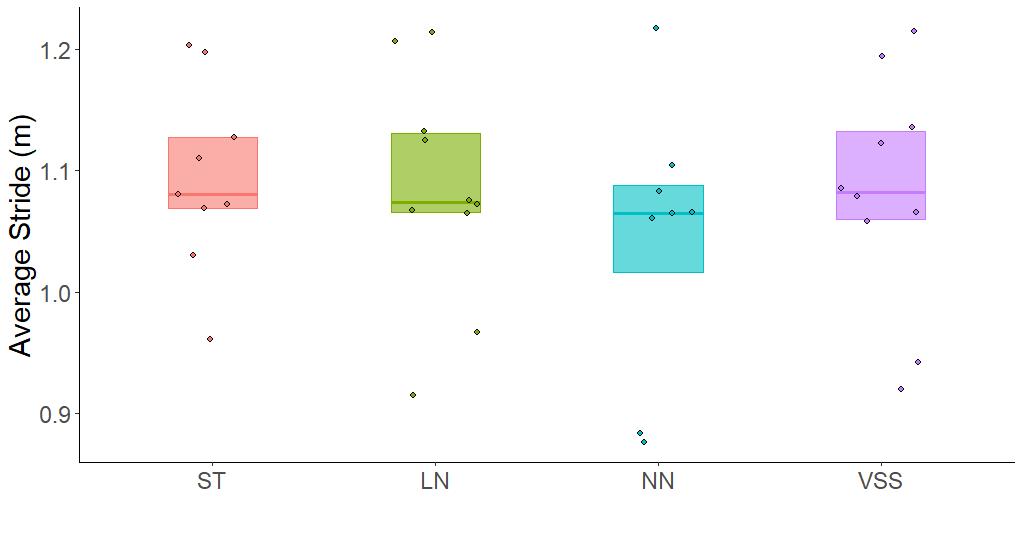 Average Stride (m)
1.2
1.1
1.0
0.9
ST LN NN VSS